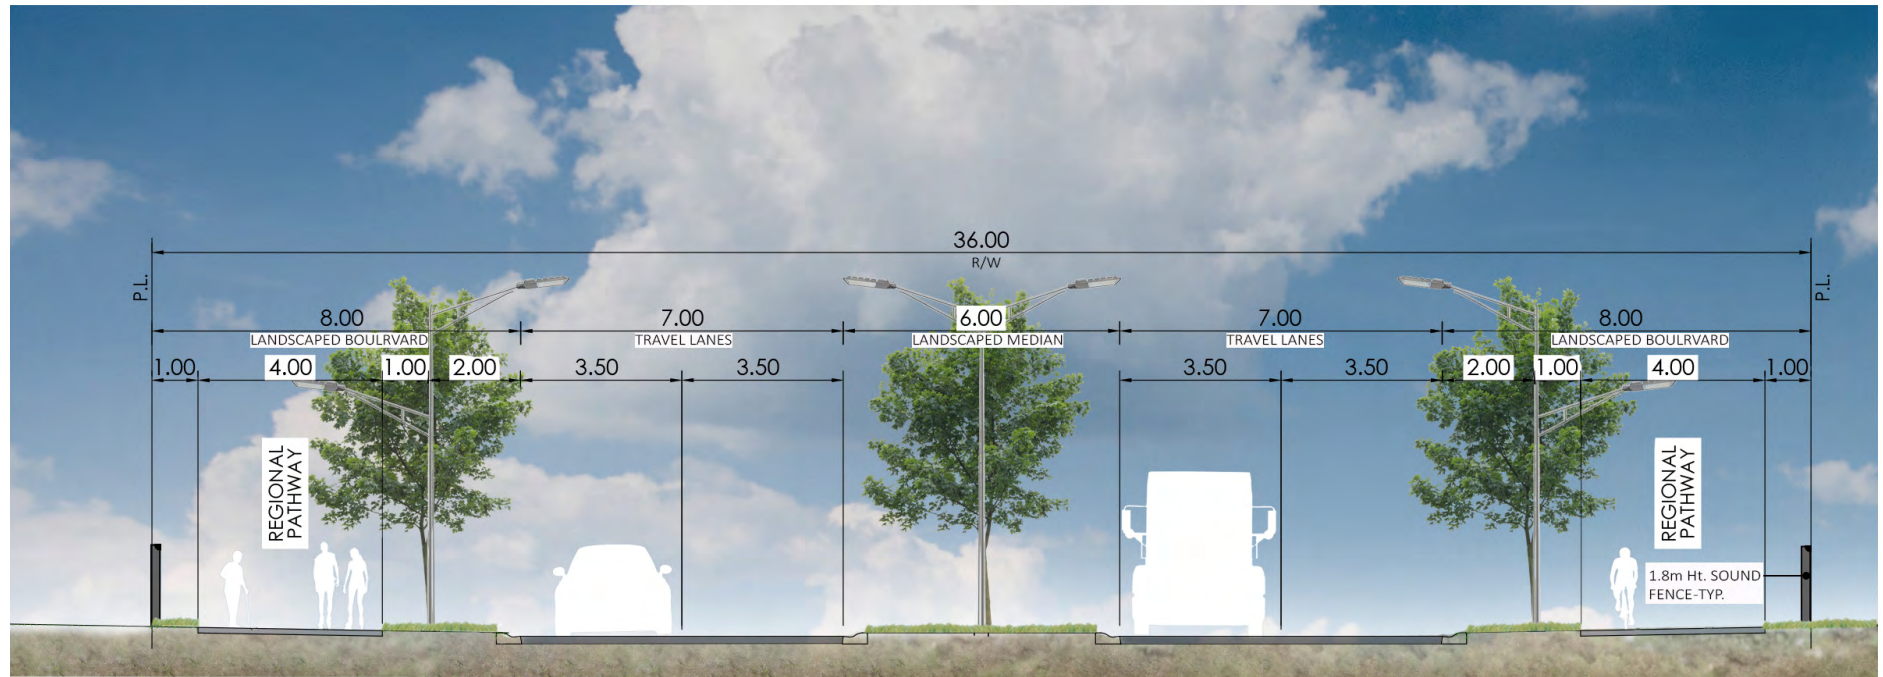 36.00
R/W
P.L.
P.L.
8.00
LANDSCAPED BOULRVARD
7.00
TRAVEL LANES
6.00
LANDSCAPED MEDIAN
7.00
TRAVEL LANES
8.00
LANDSCAPED BOULRVARD
1.00
4.00
1.00
2.00
3.50
3.50
3.50
3.50
2.00
1.00
4.00
1.00
REGIONAL
PATHWAY
REGIONAL
PATHWAY
1.8m Ht. SOUND
FENCE-TYP.